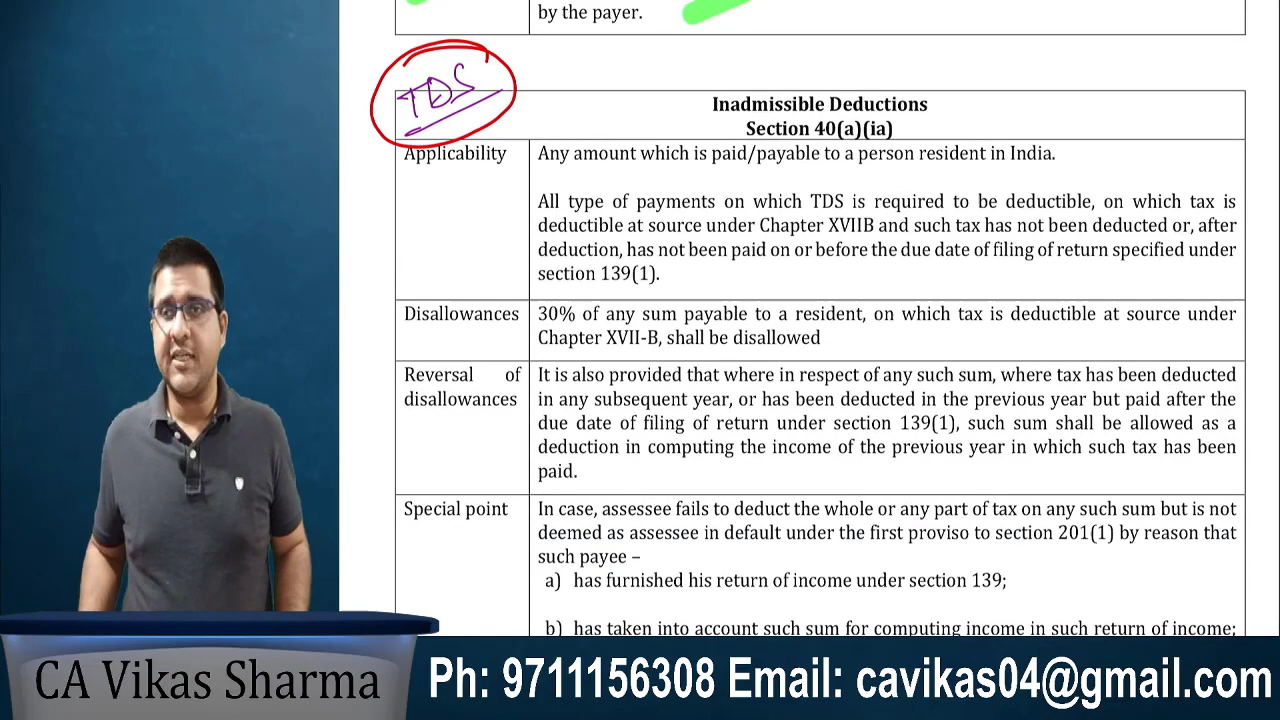 by the payer.
TDS
Inadmissible Deductions
Section 40(a)(ia)
Applicability
Any amount which is paid/payable to a person resident in India.
All type of payments on which TDS is required to be deductible, on which tax is
deductible at source under Chapter XVIIB and such tax has not been deducted or, after
deduction, has not been paid on or before the due date of filing of return specified under
section 139(1).
Disallowances
30% of any sum payable to a resident, on which tax is deductible at source under
Chapter XVII-B, shall be disallowed
Reversal of
disallowances
It is also provided that where in respect of any such sum, where tax has been deducted
in any subsequent year, or has been deducted in the previous year but paid after the
due date of filing of return under section 139(1), such sum shall be allowed as a
deduction in computing the income of the previous year in which such tax has been
paid.
Special point
In case, assessee fails to deduct the whole or any part of tax on any such sum but is not
deemed as assessee in default under the first proviso to section 201(1) by reason that
such payee –
a) has furnished his return of income under section 139;
b) has taken into account such sum for computing income in such return of income;
CA Vikas Sharma
Ph: 9711156308 Email: cavikas04@gmail.com